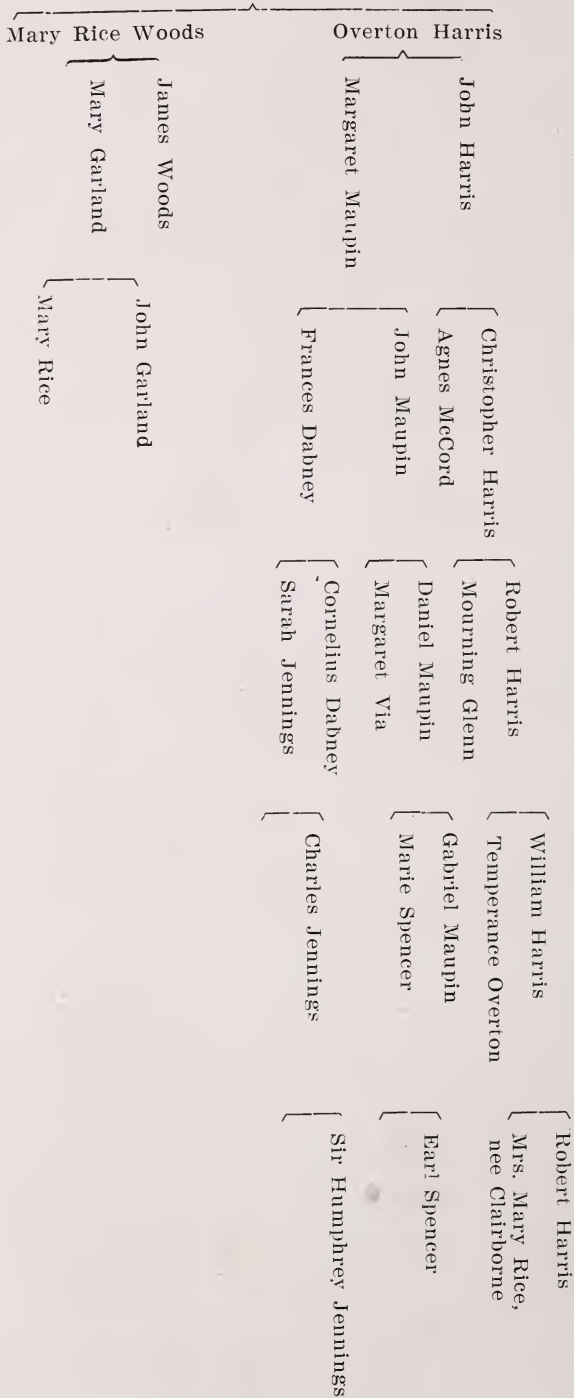 Mary Rice Woods
Overton Harris
James Woods
Mary Garland
John Harris
Margaret Maupin
John Garland
Mary Rice
Christopher Harris
Agnes McCord
John Maupin
Frances Dabney
Robert Harris
Mourning Glenn
Daniel Maupin
Margaret Via
Cornelius Dabney
Sarah Jennings
William Harris
Temperance Overton
Gabriel Maupin
Marie Spencer
Charles Jennings
Robert Harris
Mrs. Mary Rice,
nee Clairborne
Earl Spencer
Sir Humphrey Jennings